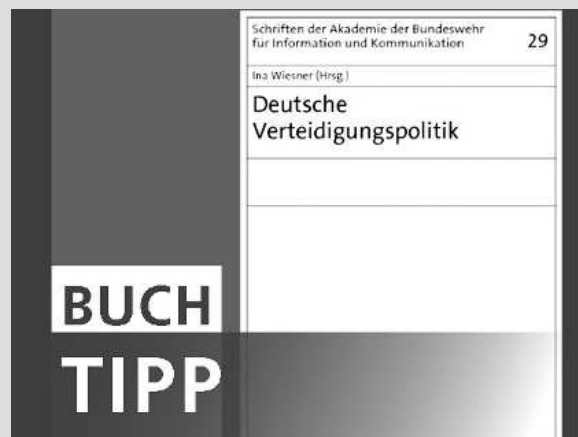 Schriften der Akademie der Bundeswehr
für Information und Kommunikation
29
Ina Wiesner (Hrsg.)
Deutsche
Verteidigungspolitik
BUCH
TIPP